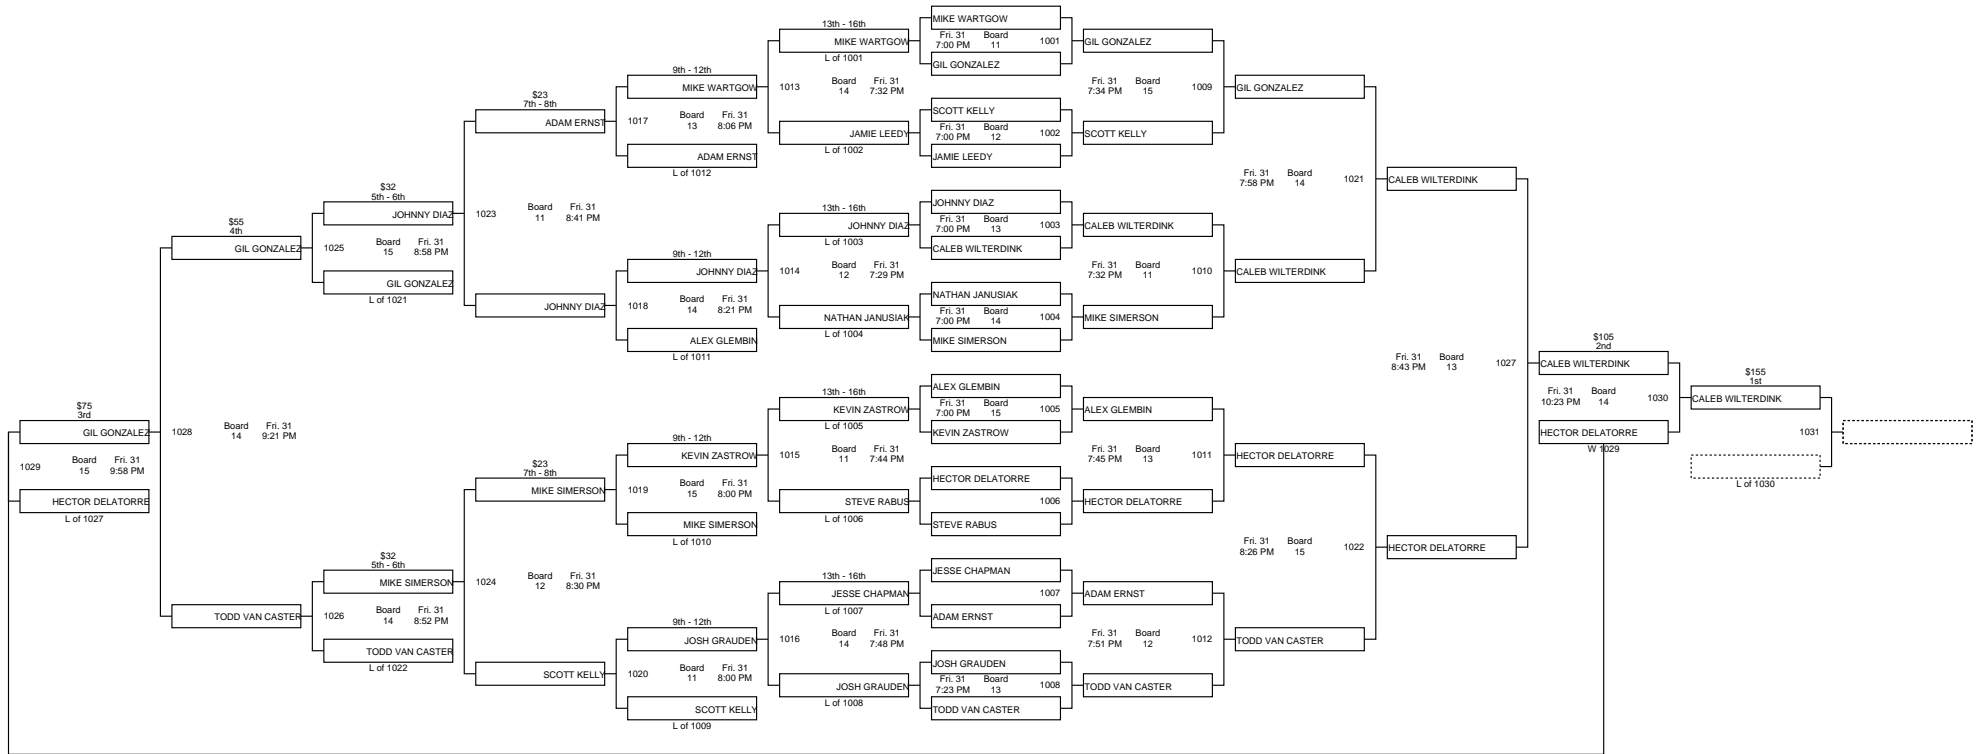 13th - 16th
MIKE WARTGOW
L of 1001
MIKE WARTGOW
Fri. 31 Board
7:00 PM 11
1001
GIL GONZALEZ
GIL GONZALEZ
9th - 12th
MIKE WARTGOW
1013
Board Fri. 31
14 7:32 PM
Fri. 31 Board
7:34 PM 15
1009
GIL GONZALEZ
$23
7th - 8th
ADAM ERNST
1017
Board Fri. 31
13 8:06 PM
JAMIE LEEDY
L of 1002
SCOTT KELLY
Fri. 31 Board
7:00 PM 12
1002
SCOTT KELLY
JAMIE LEEDY
ADAM ERNST
L of 1012
Fri. 31 Board
7:58 PM 14
1021
CALEB WILTERDINK
$32
5th - 6th
JOHNNY DIAZ
1023
Board Fri. 31
11 8:41 PM
13th - 16th
JOHNNY DIAZ
L of 1003
JOHNNY DIAZ
Fri. 31 Board
7:00 PM 13
1003
CALEB WILTERDINK
CALEB WILTERDINK
$55
4th
GIL GONZALEZ
1025
Board Fri. 31
15 8:58 PM
9th - 12th
JOHNNY DIAZ
1014
Board Fri. 31
12 7:29 PM
Fri. 31 Board
7:32 PM 11
1010
CALEB WILTERDINK
GIL GONZALEZ
L of 1021
JOHNNY DIAZ
1018
Board Fri. 31
14 8:21 PM
NATHAN JANUSIAK
L of 1004
NATHAN JANUSIAK
Fri. 31 Board
7:00 PM 14
1004
MIKE SIMERSON
MIKE SIMERSON
ALEX GLEMBIN
L of 1011
Fri. 31 Board
8:43 PM 13
1027
$105
2nd
CALEB WILTERDINK
Fri. 31 Board
10:23 PM 14
1030
$155
1st
CALEB WILTERDINK
1031
L of 1030
HECTOR DELATORRE
W 1029
$75
3rd
GIL GONZALEZ
1028
Board Fri. 31
14 9:21 PM
1029
Board Fri. 31
15 9:58 PM
HECTOR DELATORRE
L of 1027
13th - 16th
KEVIN ZASTROW
L of 1005
ALEX GLEMBIN
Fri. 31 Board
7:00 PM 15
1005
ALEX GLEMBIN
KEVIN ZASTROW
9th - 12th
KEVIN ZASTROW
1015
Board Fri. 31
11 7:44 PM
Fri. 31 Board
7:45 PM 13
1011
HECTOR DELATORRE
$23
7th - 8th
MIKE SIMERSON
1019
Board Fri. 31
15 8:00 PM
STEVE RABUS
L of 1006
HECTOR DELATORRE
1006
HECTOR DELATORRE
STEVE RABUS
MIKE SIMERSON
L of 1010
Fri. 31 Board
8:26 PM 15
1022
HECTOR DELATORRE
$32
5th - 6th
MIKE SIMERSON
1024
Board Fri. 31
12 8:30 PM
13th - 16th
JESSE CHAPMAN
L of 1007
JESSE CHAPMAN
1007
ADAM ERNST
ADAM ERNST
TODD VAN CASTER
1026
Board Fri. 31
14 8:52 PM
TODD VAN CASTER
L of 1022
9th - 12th
JOSH GRAUDEN
1016
Board Fri. 31
14 7:48 PM
Fri. 31 Board
7:51 PM 12
1012
TODD VAN CASTER
SCOTT KELLY
1020
Board Fri. 31
11 8:00 PM
JOSH GRAUDEN
L of 1008
JOSH GRAUDEN
Fri. 31 Board
7:23 PM 13
1008
TODD VAN CASTER
TODD VAN CASTER
SCOTT KELLY
L of 1009